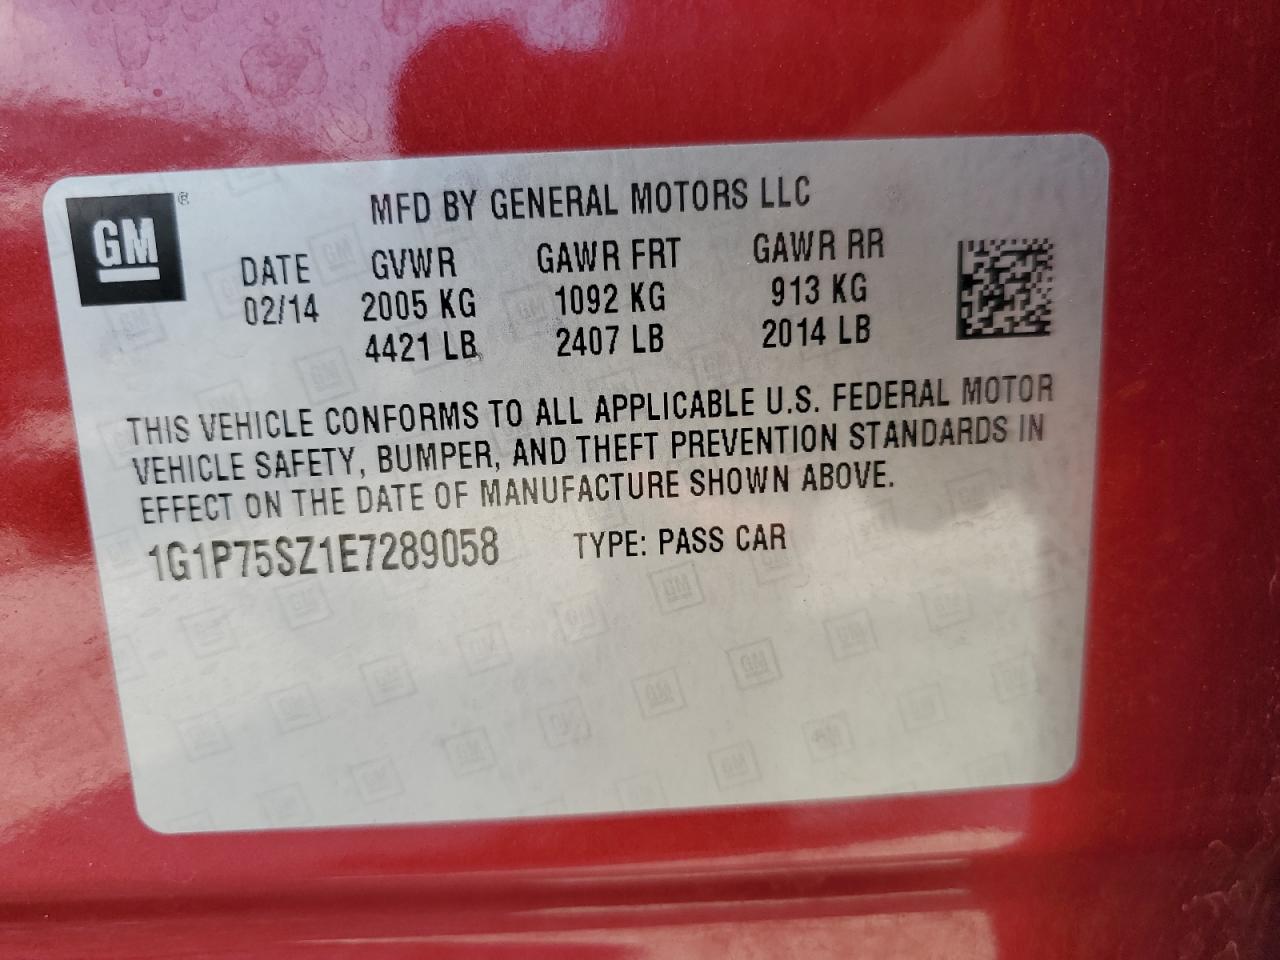 GM®
MFD BY GENERAL MOTORS LLC
DATE GVWR GAWR FRT GAWR RR
02/14 2005 KG 1092 KG 913 KG
4421 LB 2407 LB 2014 LB
THIS VEHICLE CONFORMS TO ALL APPLICABLE U.S. FEDERAL MOTOR
VEHICLE SAFETY, BUMPER, AND THEFT PREVENTION STANDARDS IN
EFFECT ON THE DATE OF MANUFACTURE SHOWN ABOVE.
1G1P75SZ1E7289058 TYPE: PASS CAR